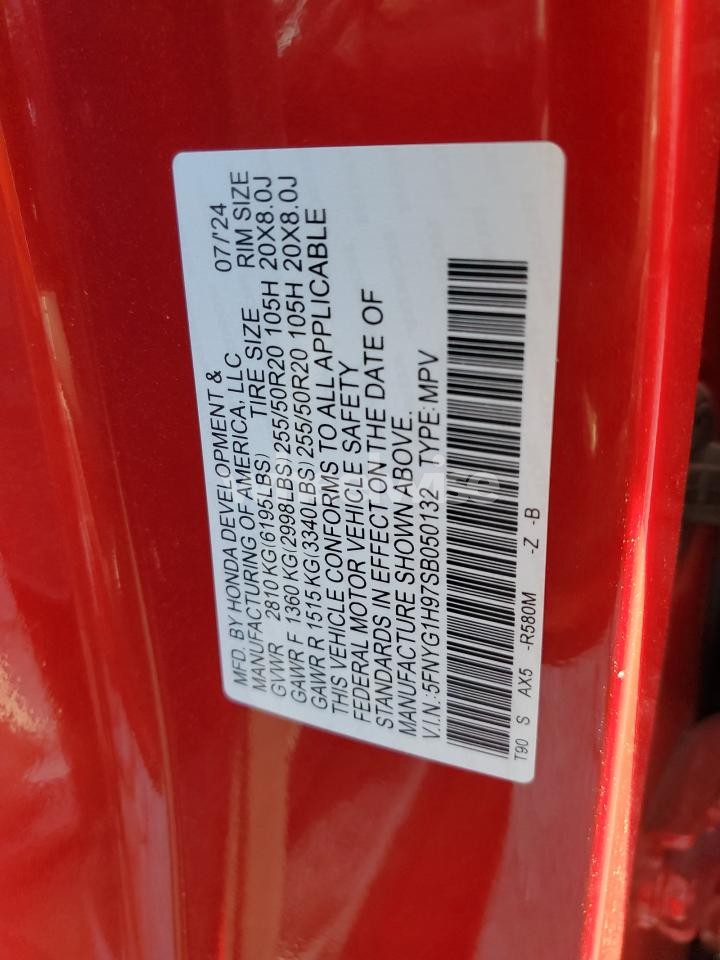 MFD. BY HONDA DEVELOPMENT & 07/'24
MANUFACTURING OF AMERICA, LLC
TIRE SIZE RIM SIZE
GVWR 2810 KG(6195LBS)
GAWR F 1360 KG(2998LBS) 255/50R20 105H 20X8.0J
GAWR R 1515 KG(3340LBS) 255/50R20 105H 20X8.0J
THIS VEHICLE CONFORMS TO ALL APPLICABLE
FEDERAL MOTOR VEHICLE SAFETY
STANDARDS IN EFFECT ON THE DATE OF
MANUFACTURE SHOWN ABOVE.
V.I.N.:5FNYG1H97SB050132 TYPE:MPV
T90 S AX5 -R580M -Z -B